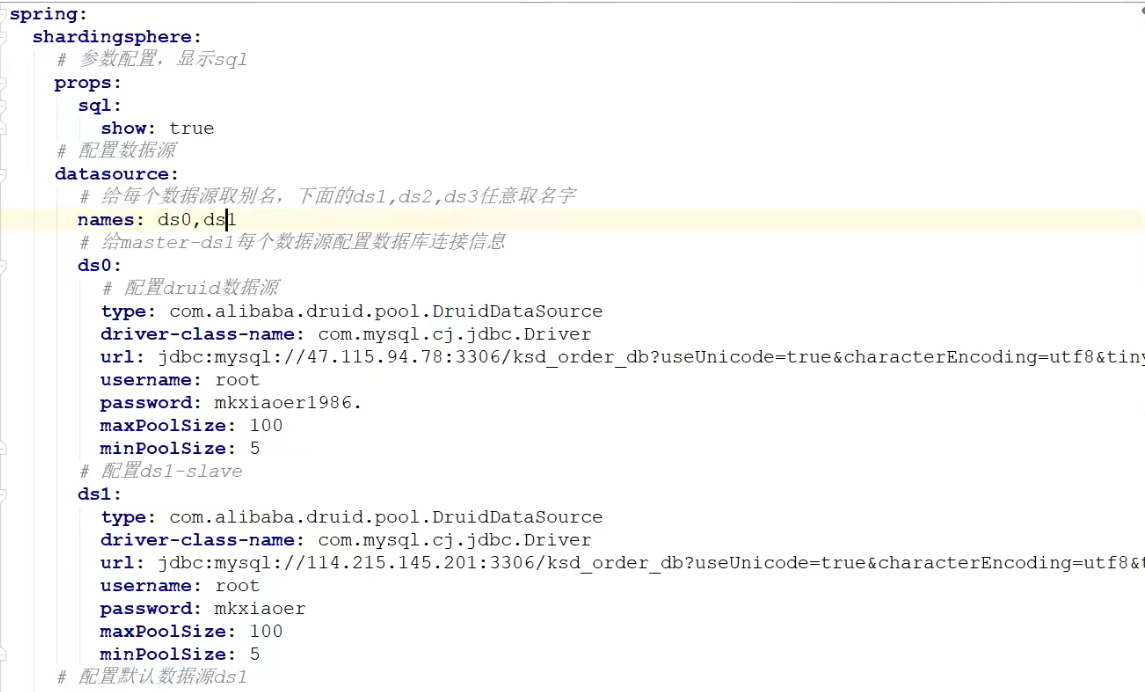 spring:
shardingsphere:
# 参数配置，显示sql
props:
sql:
show: true
# 配置数据源
datasource:
# 给每个数据源取别名，下面的ds1,ds2,ds3任意取名字
names: ds0,ds1
# 给master-ds1每个数据源配置数据库连接信息
ds0:
# 配置druid数据源
type: com.alibaba.druid.pool.DruidDataSource
driver-class-name: com.mysql.cj.jdbc.Driver
url: jdbc:mysql://47.115.94.78:3306/ksd_order_db?useUnicode=true&characterEncoding=utf8&tiny
username: root
password: mkxiaoer1986.
maxPoolSize: 100
minPoolSize: 5
# 配置ds1-slave
ds1:
type: com.alibaba.druid.pool.DruidDataSource
driver-class-name: com.mysql.cj.jdbc.Driver
url: jdbc:mysql://114.215.145.201:3306/ksd_order_db?useUnicode=true&characterEncoding=utf8&t
username: root
password: mkxiaoer
maxPoolSize: 100
minPoolSize: 5
# 配置默认数据源ds1